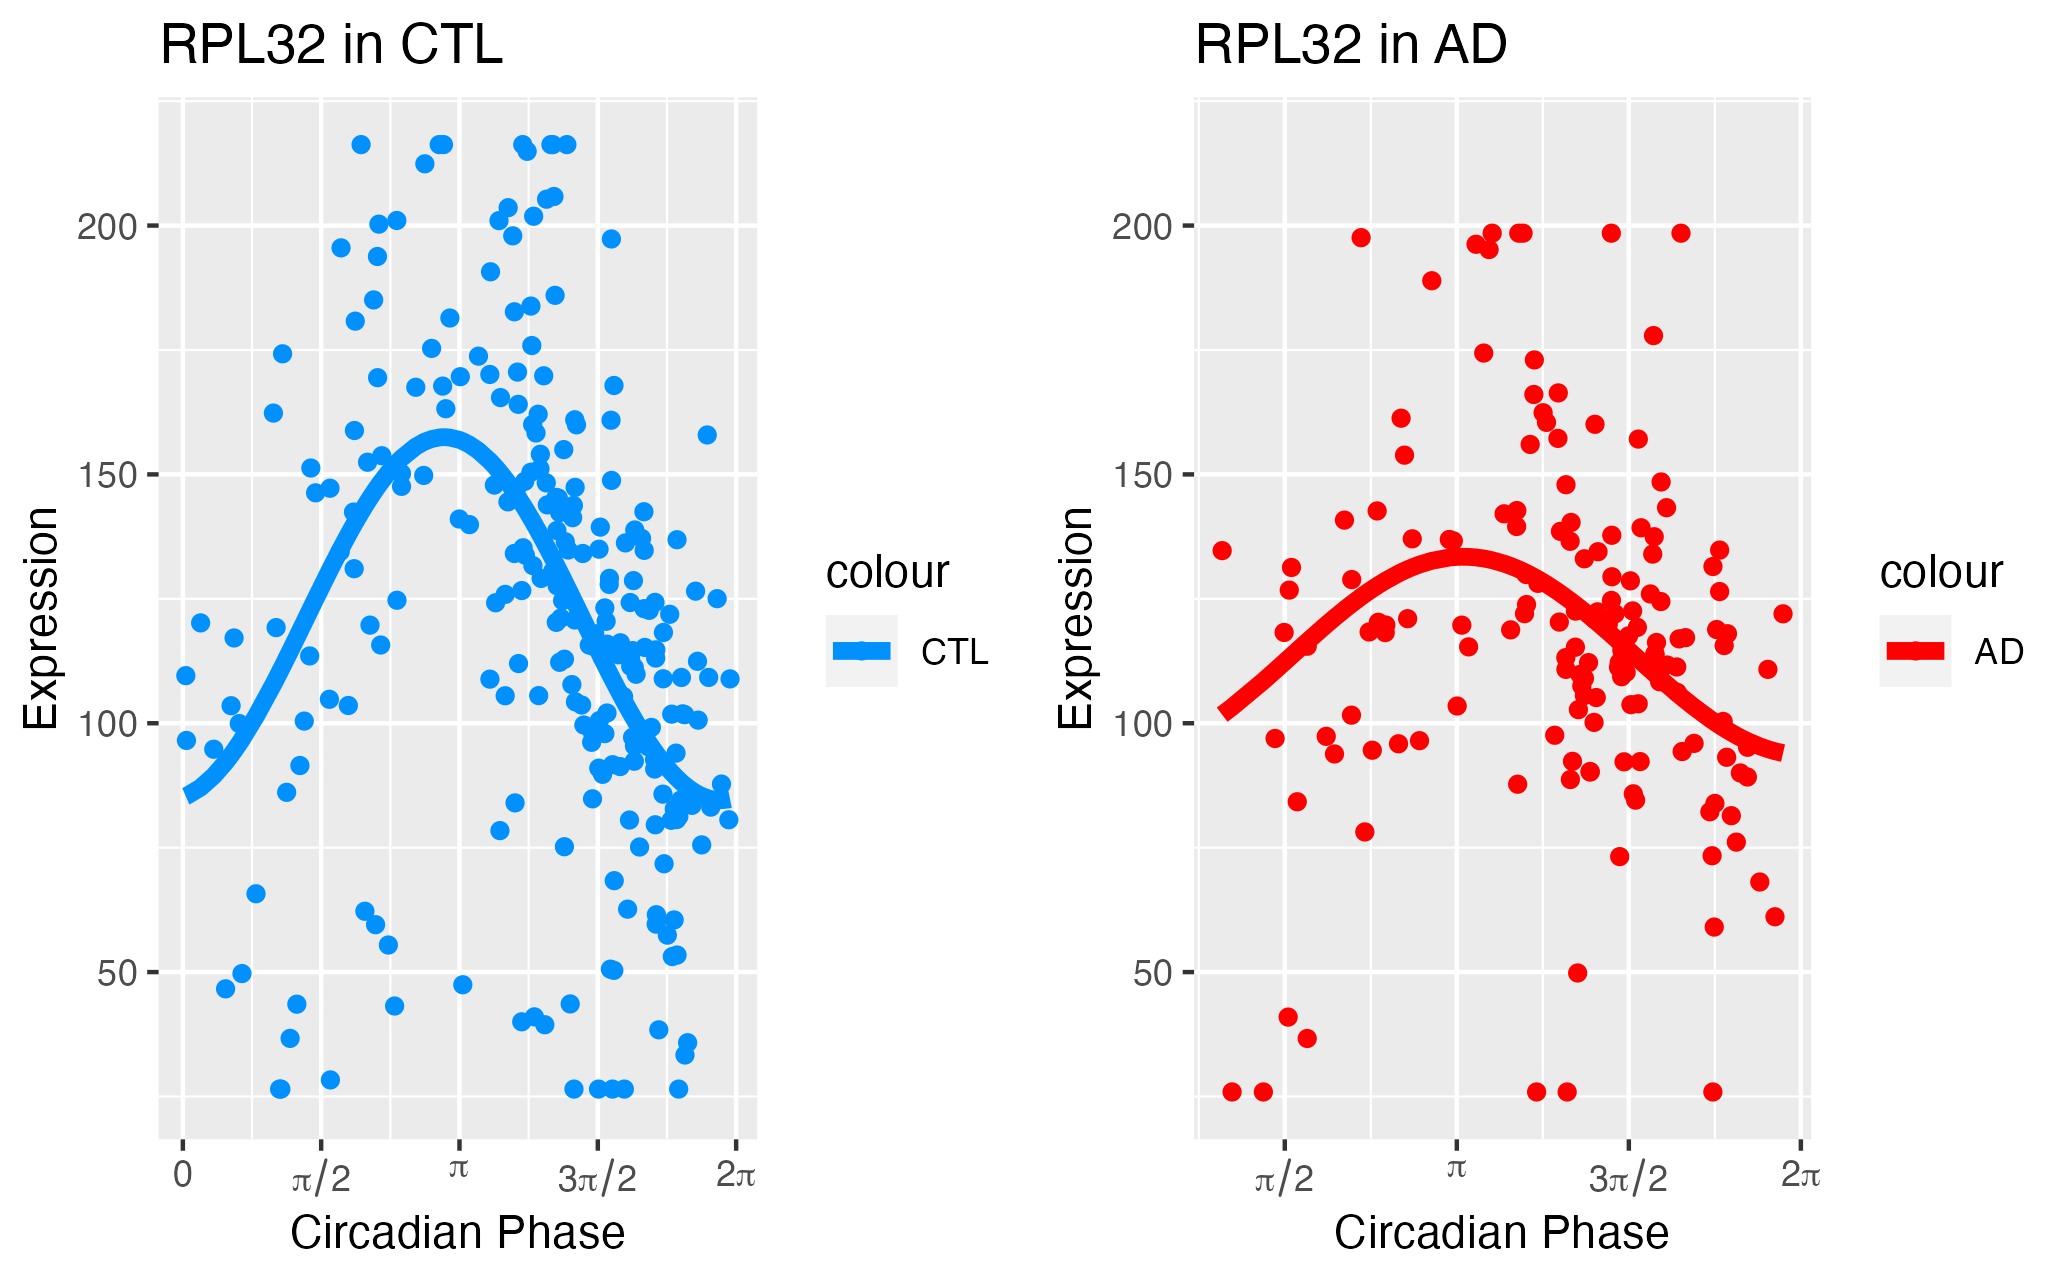 RPL32 in CTL
Expression
200
150
100
50
0
π/2
π
3π/2
2π
Circadian Phase
colour
CTL
RPL32 in AD
Expression
200
150
100
50
π/2
π
3π/2
2π
Circadian Phase
colour
AD